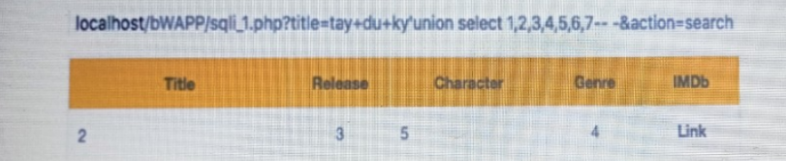 localhost/bWAPP/sqli_1.php?title=tay+du+ky'union select 1,2,3,4,5,6,7-- -&action=search
Title Release Character Genre IMDb
2 3 5 4 Link